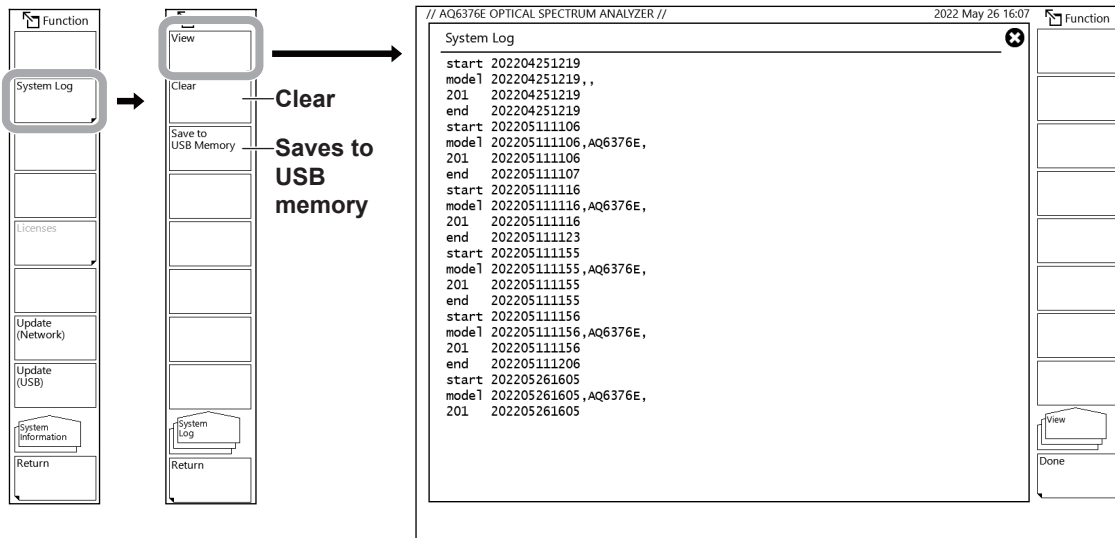 Function
System Log
Licenses
Update
(Network)
Update
(USB)
System
Information
Return
View
Clear
Save to
USB Memory
System
Log
Return
Clear
Saves to
USB
memory
// AQ6376E OPTICAL SPECTRUM ANALYZER // 2022 May 26 16:07
System Log
start 202204251219
model 202204251219,,
201 202204251219
end 202204251219
start 202205111106
model 202205111106,AQ6376E,
201 202205111106
end 202205111107
start 202205111116
model 202205111116,AQ6376E,
201 202205111116
end 202205111123
start 202205111155
model 202205111155,AQ6376E,
201 202205111155
end 202205111155
start 202205111156
model 202205111156,AQ6376E,
201 202205111156
end 202205111206
start 202205261605
model 202205261605,AQ6376E,
201 202205261605
Function
View
Done